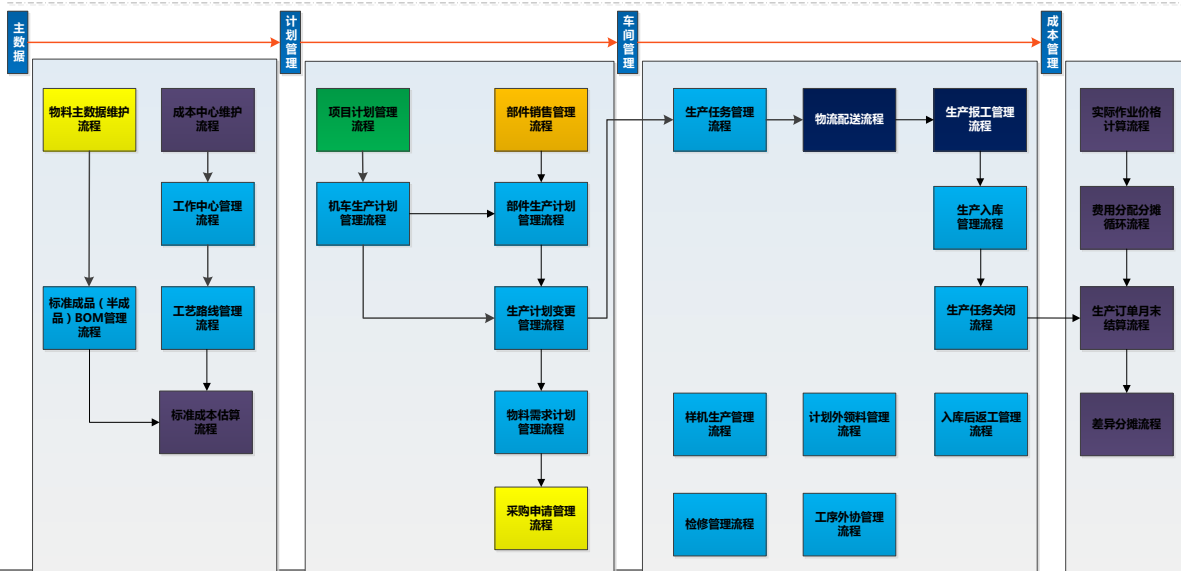 主数据
计划管理
车间管理
成本管理
物料主数据维护
流程
成本中心维护
流程
工作中心管理
流程
标准成品（半成
品）BOM管理
流程
工艺路线管理
流程
标准成本估算
流程
项目计划管理
流程
部件销售管理
流程
机车生产计划
管理流程
部件生产计划
管理流程
生产计划变更
管理流程
物料需求计划
管理流程
采购申请管理
流程
生产任务管理
流程
物流配送流程
生产报工管理
流程
生产入库
管理流程
生产任务关闭
流程
样机生产管理
流程
计划外领料管理
流程
入库后返工管理
流程
检修管理流程
工序外协管理
流程
实际作业价格
计算流程
费用分配分摊
循环流程
生产订单月末
结算流程
差异分摊流程